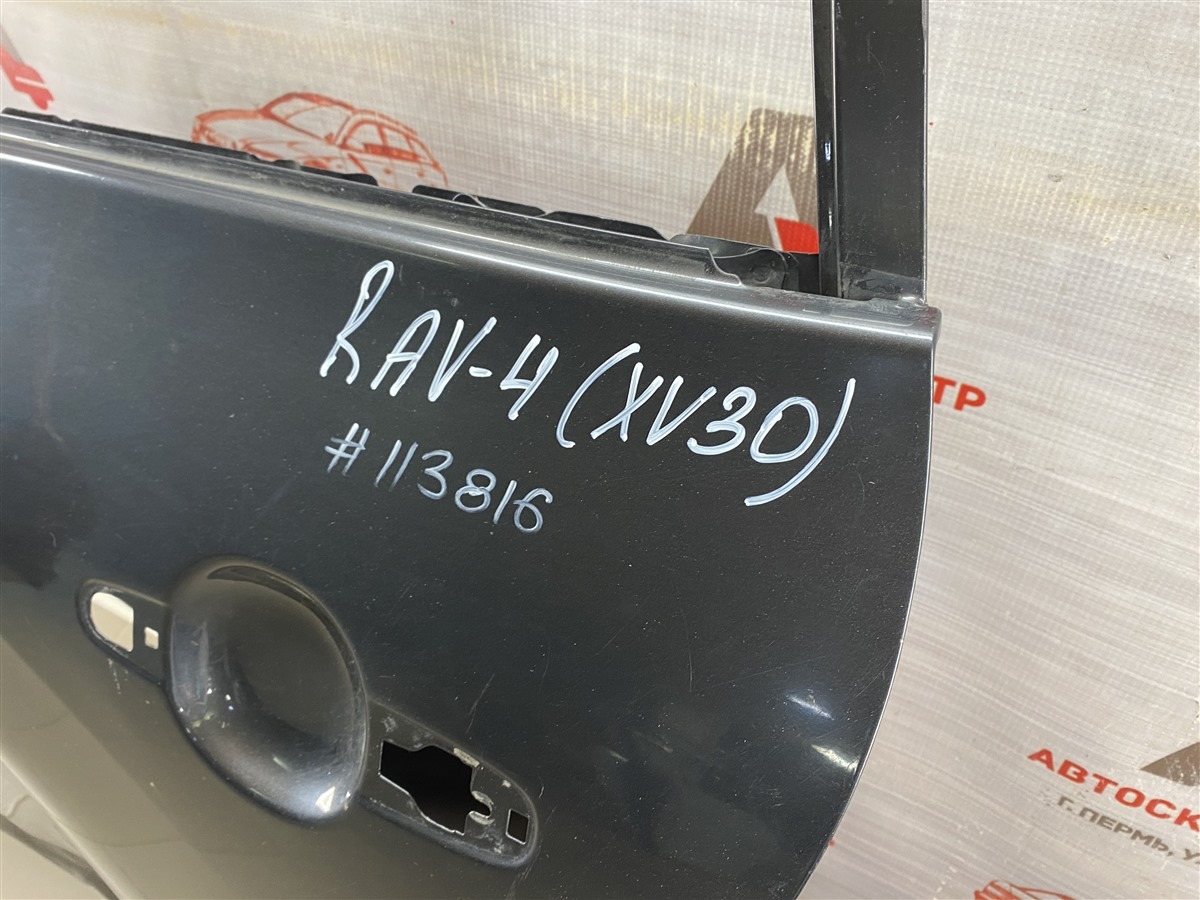 RAV-4 (XV30)
#113816
ТР
АВТОСК
Г. ПЕРМЬ, У